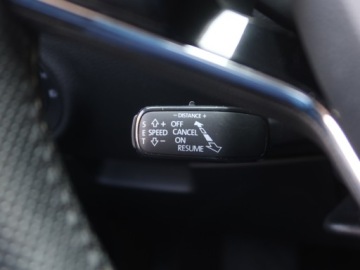 − DISTANCE +
S ⇧ + OFF
E SPEED CANCEL
T ⇩ − ON
RESUME